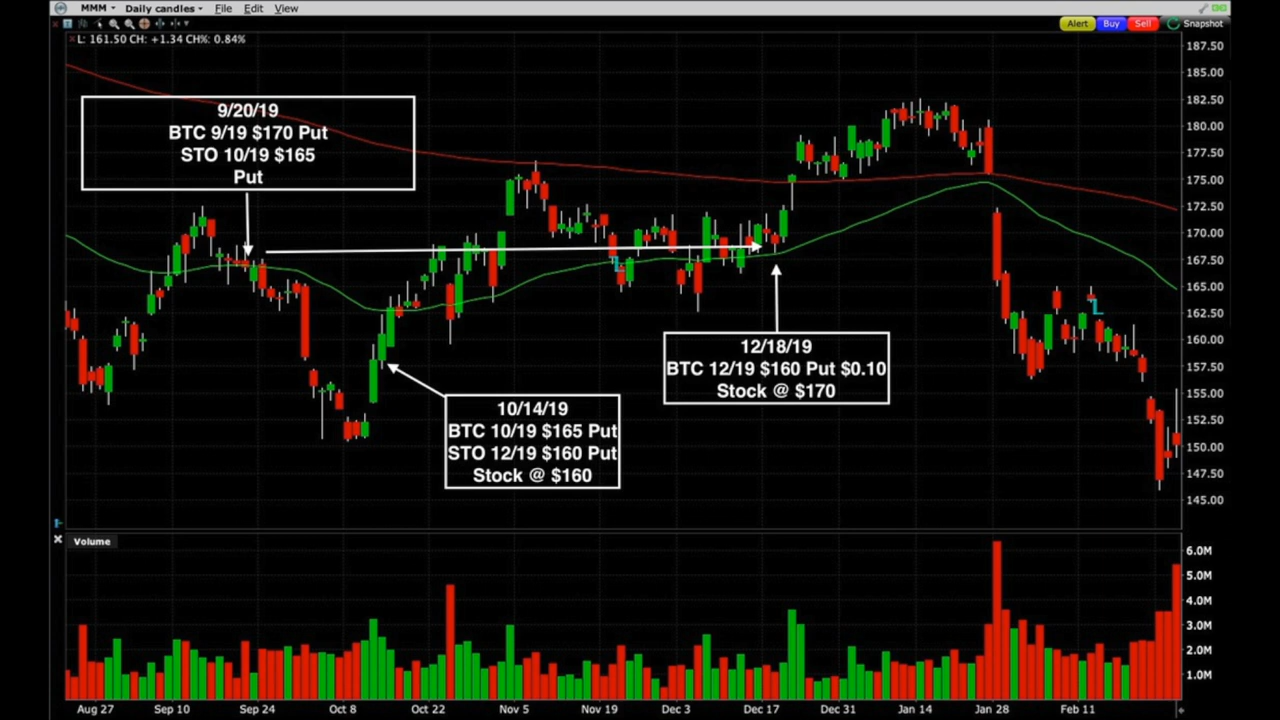 MMM Daily candles File Edit View
Alert Buy Sell Snapshot
L: 161.50 CH: +1.34 CH%: 0.84%
187.50
185.00
182.50
180.00
177.50
175.00
172.50
170.00
167.50
165.00
162.50
160.00
157.50
155.00
152.50
150.00
147.50
145.00
9/20/19
BTC 9/19 $170 Put
STO 10/19 $165
Put
12/18/19
BTC 12/19 $160 Put $0.10
Stock @ $170
10/14/19
BTC 10/19 $165 Put
STO 12/19 $160 Put
Stock @ $160
L
L
Volume
6.0M
5.0M
4.0M
3.0M
2.0M
1.0M
Aug 27 Sep 10 Sep 24 Oct 8 Oct 22 Nov 5 Nov 19 Dec 3 Dec 17 Dec 31 Jan 14 Jan 28 Feb 11